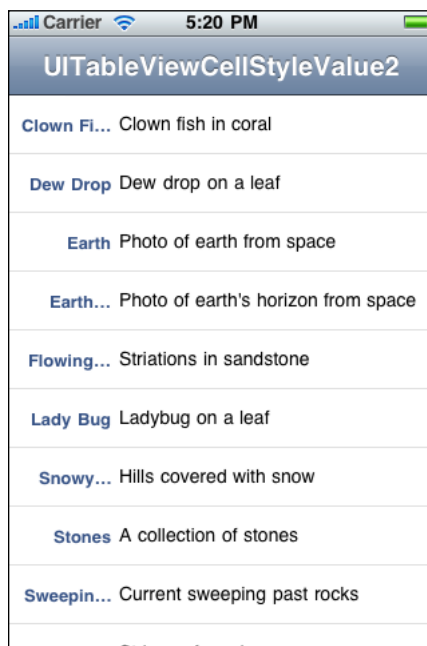 Carrier 5:20 PM
UITableViewCellStyleValue2
Clown Fi... Clown fish in coral
Dew Drop Dew drop on a leaf
Earth Photo of earth from space
Earth... Photo of earth's horizon from space
Flowing... Striations in sandstone
Lady Bug Ladybug on a leaf
Snowy... Hills covered with snow
Stones A collection of stones
Sweepin... Current sweeping past rocks